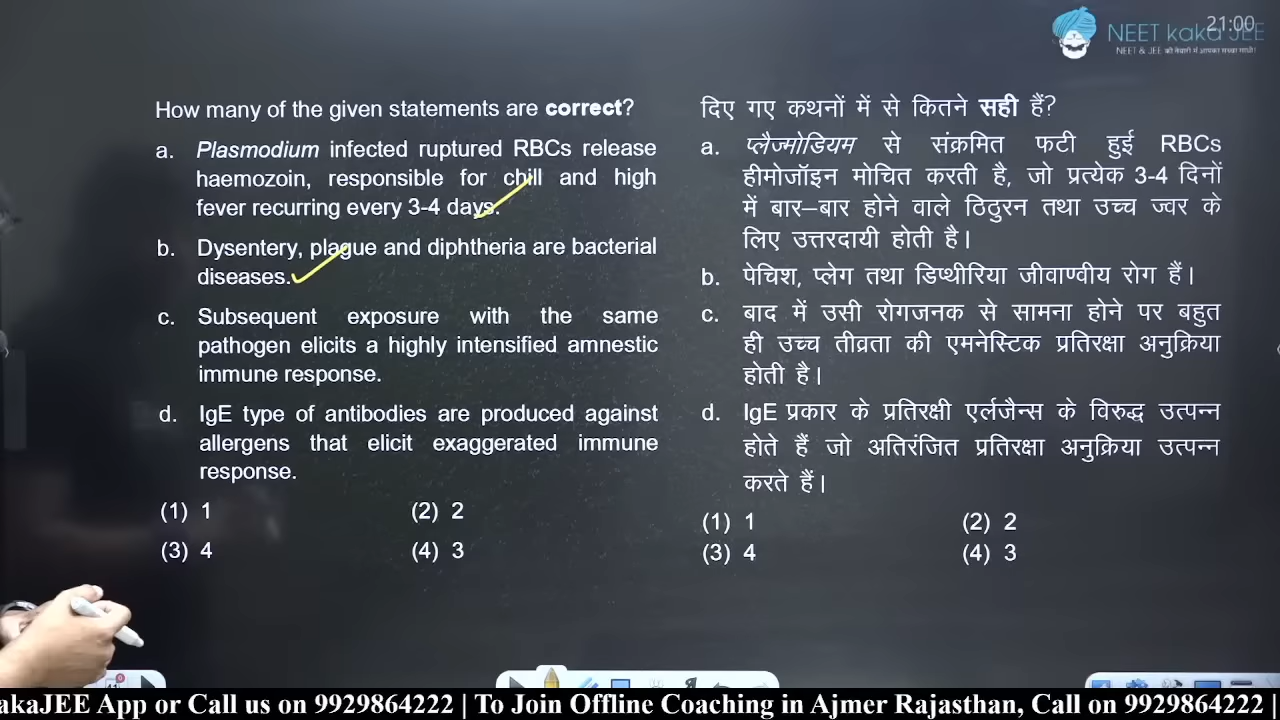 21:00
NEET kaka JEE
NEET & JEE की तैयारी में आपका सच्चा साथी!
How many of the given statements are correct?
a. Plasmodium infected ruptured RBCs release
haemozoin, responsible for chill and high
fever recurring every 3-4 days.
b. Dysentery, plague and diphtheria are bacterial
diseases.
c. Subsequent exposure with the same
pathogen elicits a highly intensified amnestic
immune response.
d. IgE type of antibodies are produced against
allergens that elicit exaggerated immune
response.
(1) 1 (2) 2
(3) 4 (4) 3
दिए गए कथनों में से कितने सही हैं?
a. प्लैज्मोडियम से संक्रमित फटी हुई RBCs
हीमोजॉइन मोचित करती है, जो प्रत्येक 3-4 दिनों
में बार–बार होने वाले ठिठुरन तथा उच्च ज्वर के
लिए उत्तरदायी होती है।
b. पेचिश, प्लेग तथा डिप्थीरिया जीवाण्वीय रोग हैं।
c. बाद में उसी रोगजनक से सामना होने पर बहुत
ही उच्च तीव्रता की एमनेस्टिक प्रतिरक्षा अनुक्रिया
होती है।
d. IgE प्रकार के प्रतिरक्षी एर्लजैन्स के विरुद्ध उत्पन्न
होते हैं जो अतिरंजित प्रतिरक्षा अनुक्रिया उत्पन्न
करते हैं।
(1) 1 (2) 2
(3) 4 (4) 3
akaJEE App or Call us on 9929864222 | To Join Offline Coaching in Ajmer Rajasthan, Call on 9929864222 |